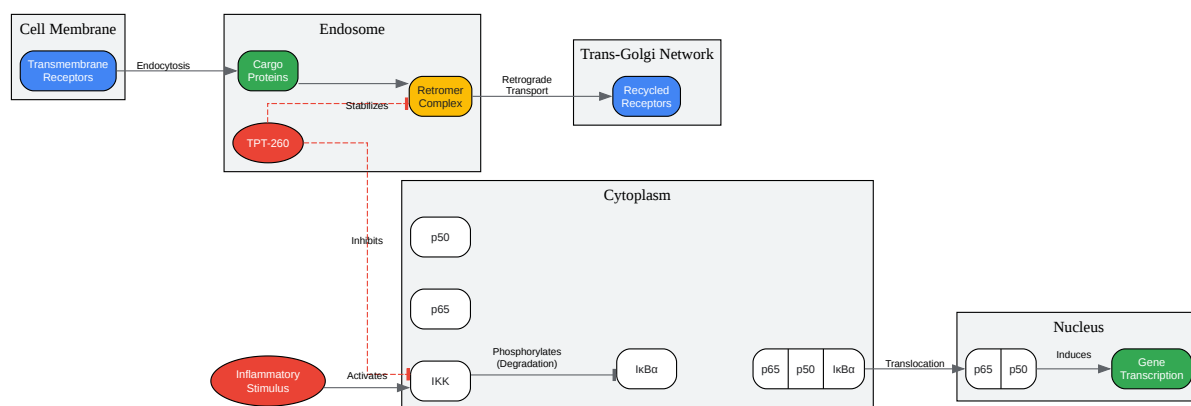 Cell Membrane
Transmembrane
Receptors
Endocytosis
Endosome
Cargo
Proteins
Stabilizes
Retromer
Complex
TPT-260
Retrograde
Transport
Trans-Golgi Network
Recycled
Receptors
Inhibits
Cytoplasm
p50
p65
Inflammatory
Stimulus
Activates
IKK
Phosphorylates
(Degradation)
IκBα
p65
p50
IκBα
Translocation
Nucleus
p65
p50
Induces
Gene
Transcription